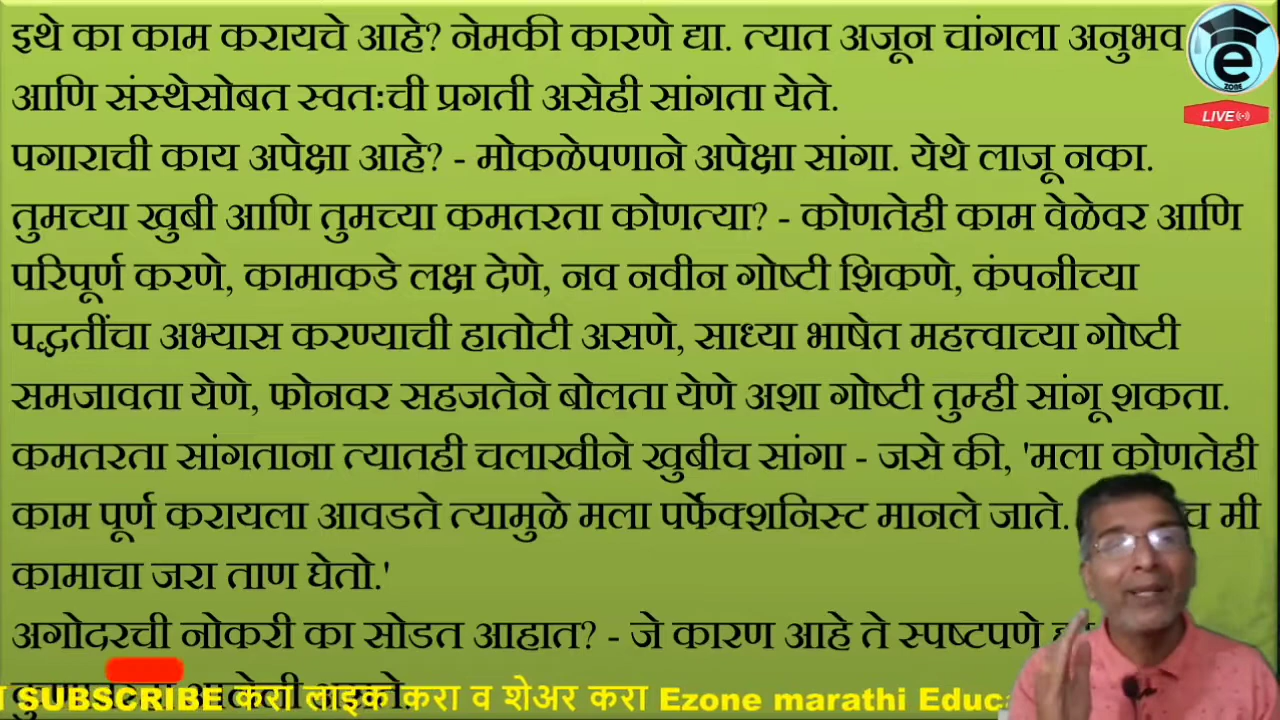 इथे का काम करायचे आहे? नेमकी कारणे द्या. त्यात अजून चांगला अनुभव
आणि संस्थेसोबत स्वतःची प्रगती असेही सांगता येते.
पगाराची काय अपेक्षा आहे? - मोकळेपणाने अपेक्षा सांगा. येथे लाजू नका.
तुमच्या खुबी आणि तुमच्या कमतरता कोणत्या? - कोणतेही काम वेळेवर आणि
परिपूर्ण करणे, कामाकडे लक्ष देणे, नव नवीन गोष्टी शिकणे, कंपनीच्या
पद्धतींचा अभ्यास करण्याची हातोटी असणे, साध्या भाषेत महत्त्वाच्या गोष्टी
समजावता येणे, फोनवर सहजतेने बोलता येणे अशा गोष्टी तुम्ही सांगू शकता.
कमतरता सांगताना त्यातही चलाखीने खुबीच सांगा - जसे की, 'मला कोणतेही
काम पूर्ण करायला आवडते त्यामुळे मला पर्फेक्शनिस्ट मानले जाते. मी
कामाचा जरा ताण घेतो.'
अगोदरची नोकरी का सोडत आहात? - जे कारण आहे ते स्पष्टपणे
SUBSCRIBE करा लाइक करा व शेअर करा Ezone marathi
e
ZONE
LIVE